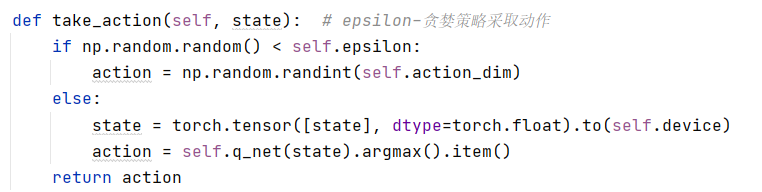 def take_action(self, state):  # epsilon-贪婪策略采取动作
    if np.random.random() < self.epsilon:
        action = np.random.randint(self.action_dim)
    else:
        state = torch.tensor([state], dtype=torch.float).to(self.device)
        action = self.q_net(state).argmax().item()
    return action